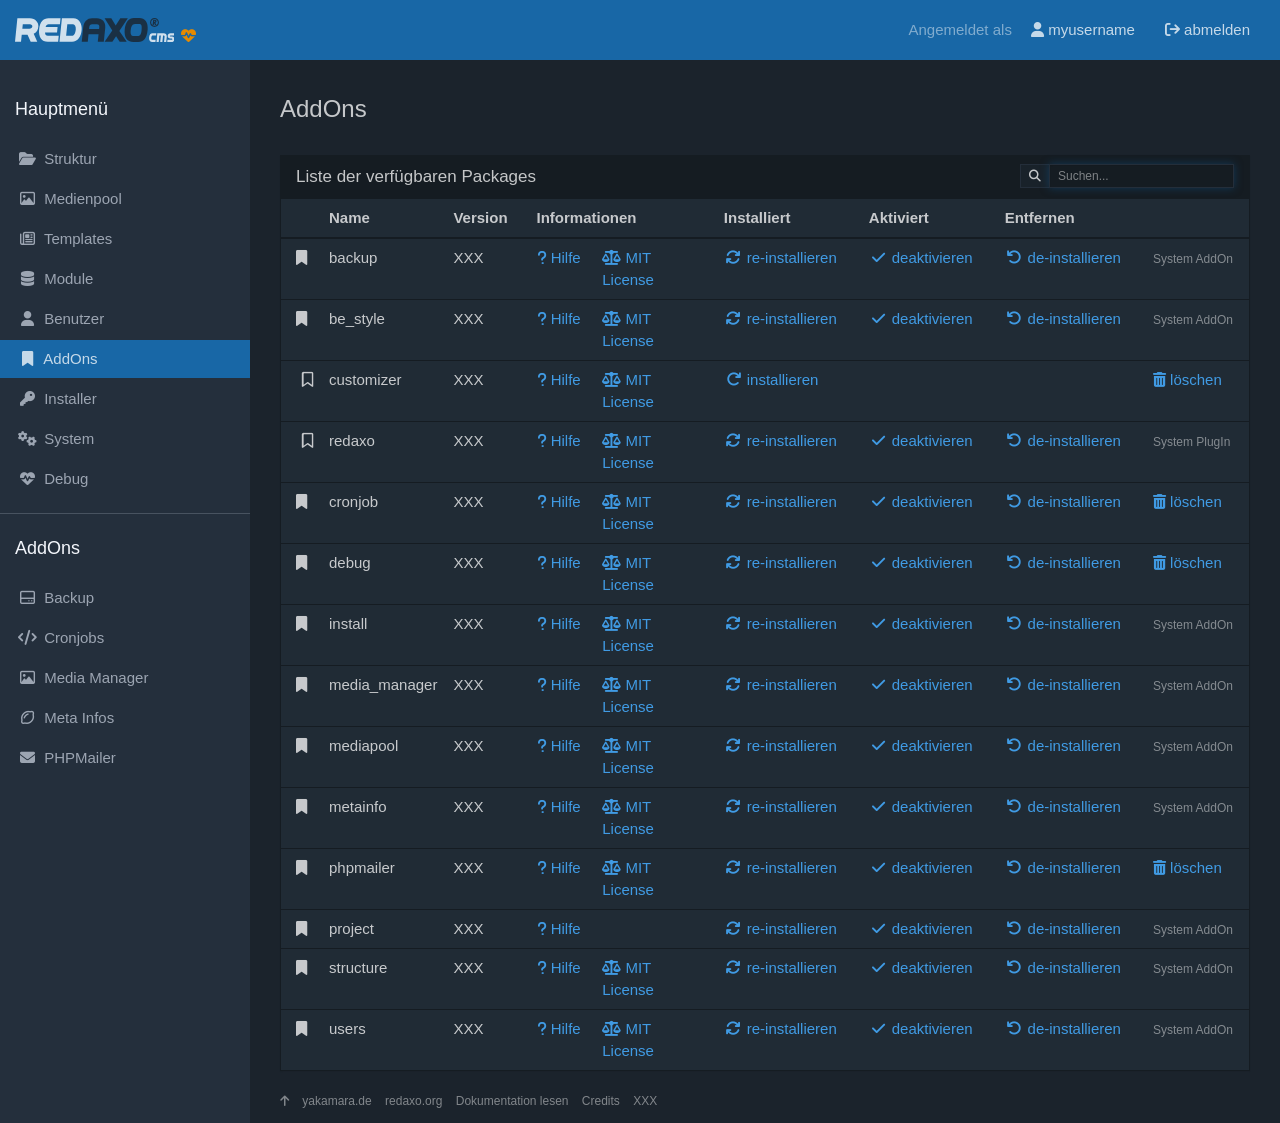 REDAXO® cms
Angemeldet als myusername abmelden
Hauptmenü
Struktur
Medienpool
Templates
Module
Benutzer
AddOns
Installer
System
Debug
AddOns
Backup
Cronjobs
Media Manager
Meta Infos
PHPMailer
AddOns
Liste der verfügbaren Packages
Suchen...
Name Version Informationen Installiert Aktiviert Entfernen
backup XXX Hilfe MIT re-installieren deaktivieren de-installieren System AddOn
License
be_style XXX Hilfe MIT re-installieren deaktivieren de-installieren System AddOn
License
customizer XXX Hilfe MIT installieren löschen
License
redaxo XXX Hilfe MIT re-installieren deaktivieren de-installieren System PlugIn
License
cronjob XXX Hilfe MIT re-installieren deaktivieren de-installieren löschen
License
debug XXX Hilfe MIT re-installieren deaktivieren de-installieren löschen
License
install XXX Hilfe MIT re-installieren deaktivieren de-installieren System AddOn
License
media_manager XXX Hilfe MIT re-installieren deaktivieren de-installieren System AddOn
License
mediapool XXX Hilfe MIT re-installieren deaktivieren de-installieren System AddOn
License
metainfo XXX Hilfe MIT re-installieren deaktivieren de-installieren System AddOn
License
phpmailer XXX Hilfe MIT re-installieren deaktivieren de-installieren löschen
License
project XXX Hilfe re-installieren deaktivieren de-installieren System AddOn
structure XXX Hilfe MIT re-installieren deaktivieren de-installieren System AddOn
License
users XXX Hilfe MIT re-installieren deaktivieren de-installieren System AddOn
License
yakamara.de redaxo.org Dokumentation lesen Credits XXX